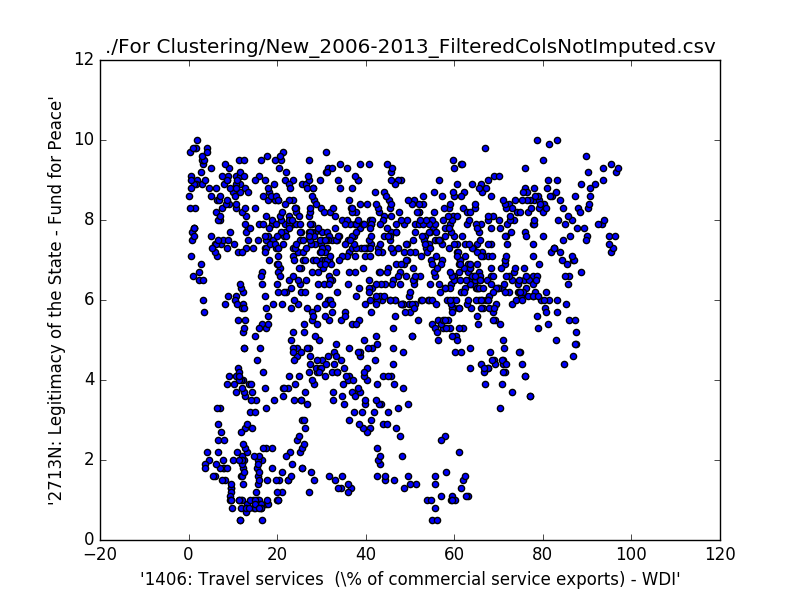 ./For Clustering/New_2006-2013_FilteredColsNotImputed.csv
12
10
8
6
4
2
0
'2713N: Legitimacy of the State - Fund for Peace'
−20 0 20 40 60 80 100 120
'1406: Travel services  (\% of commercial service exports) - WDI'